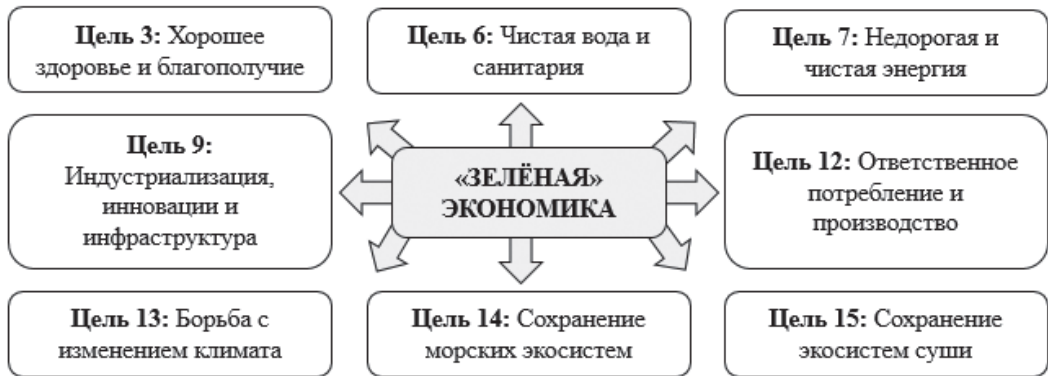 Цель 3: Хорошее
здоровье и благополучие
Цель 6: Чистая вода и
санитария
Цель 7: Недорогая и
чистая энергия
Цель 9:
Индустриализация,
инновации и
инфраструктура
«ЗЕЛЁНАЯ»
ЭКОНОМИКА
Цель 12: Ответственное
потребление и
производство
Цель 13: Борьба с
изменением климата
Цель 14: Сохранение
морских экосистем
Цель 15: Сохранение
экосистем суши